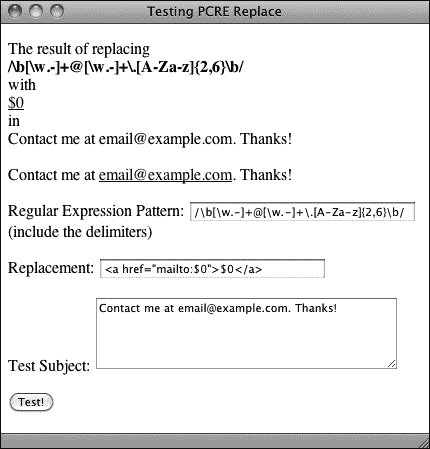 Testing PCRE Replace
The result of replacing
/\b[\w.-]+@[\w.-]+\.[A-Za-z]{2,6}\b/
with
$0
in
Contact me at email@example.com. Thanks!
Contact me at email@example.com. Thanks!
Regular Expression Pattern: /\b[\w.-]+@[\w.-]+\.[A-Za-z]{2,6}\b/
(include the delimiters)
Replacement: <a href="mailto:$0">$0</a>
Contact me at email@example.com. Thanks!
Test Subject:
Test!